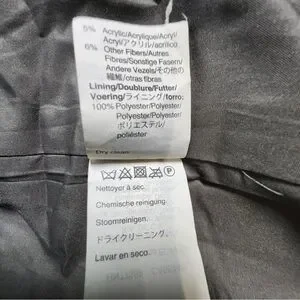 5% Acrylic/Acrylique/Acryl/
Acryl/アクリル/acrílico
6% Other Fibers/Autres
Fibres/Sonstige Fasern/
Andere Vezels/その他の
繊維/otras fibras
Lining/Doublure/Futter/
Voering/ライニング/forro:
100% Polyester/Polyester/
Polyester/Polyester/
ポリエステル/
poliéster
Dry clean.
P
Nettoyer à sec.
Chemische reinigung.
Stoomreinigen.
ドライクリーニング.
Lavar en seco.